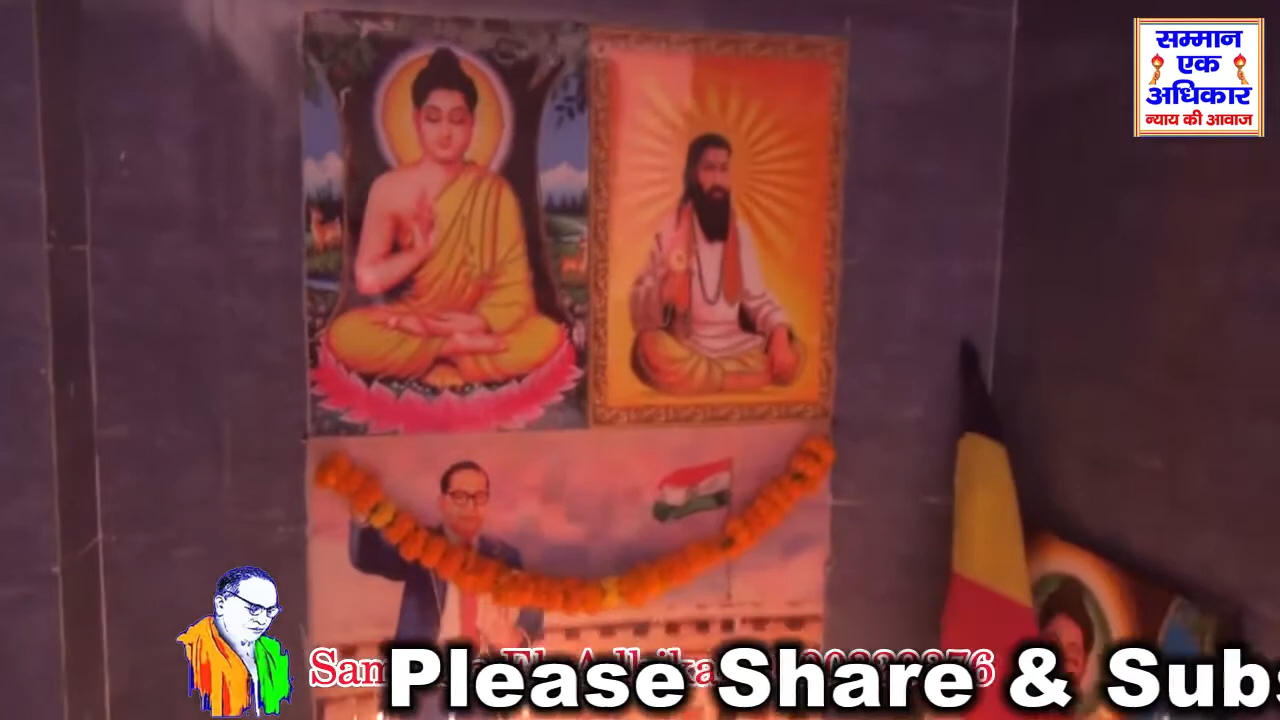 सम्मान
एक
अधिकार
न्याय की आवाज
Please Share & Subs